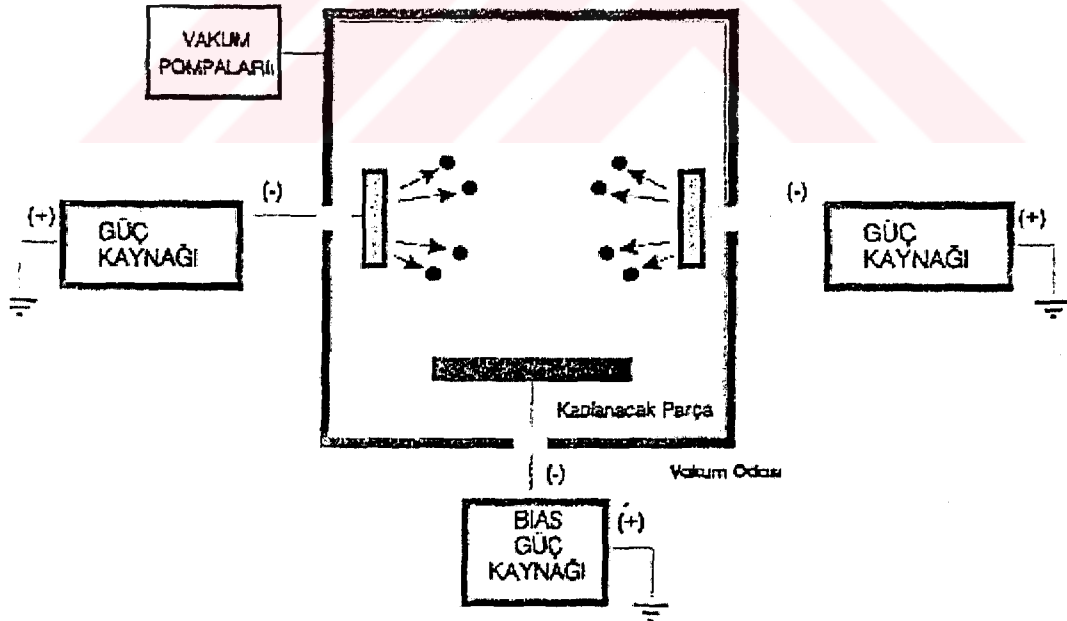 VAKUM
POMPALARI
(-)
(+)
GÜÇ
KAYNAĞI
(-)
(+)
GÜÇ
KAYNAĞI
Kaplanacak Parça
Vakum Odası
(-)
BIAS
GÜÇ
KAYNAĞI
(+)